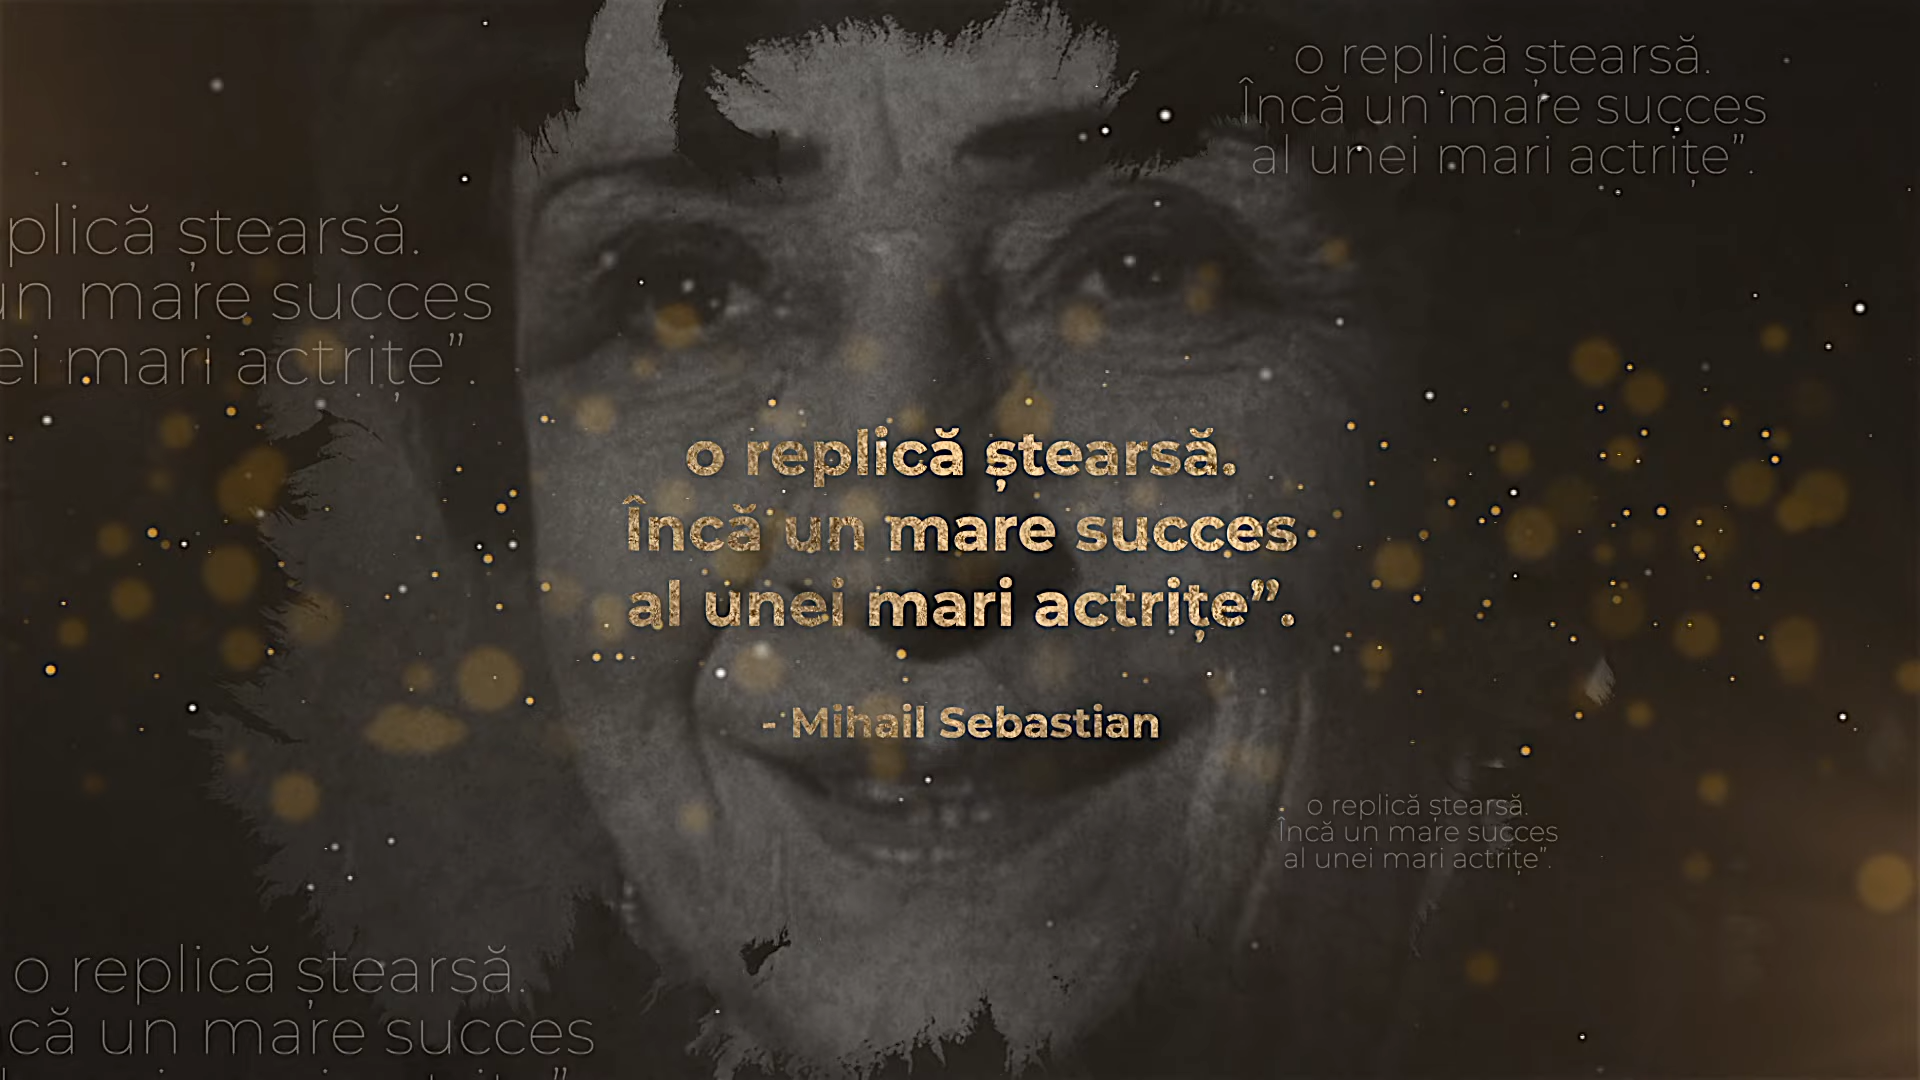 o replică ștearsă.
Încă un mare succes
al unei mari actrițe”.
plică ștearsă.
un mare succes
ei mari actrițe” .
o replică ștearsă.
Încă un mare succes
al unei mari actrițe”.
- Mihail Sebastian
o replică ștearsă.
Încă un mare succes
al unei mari actrițe”.
o replică ștearsă.
că un mare succes